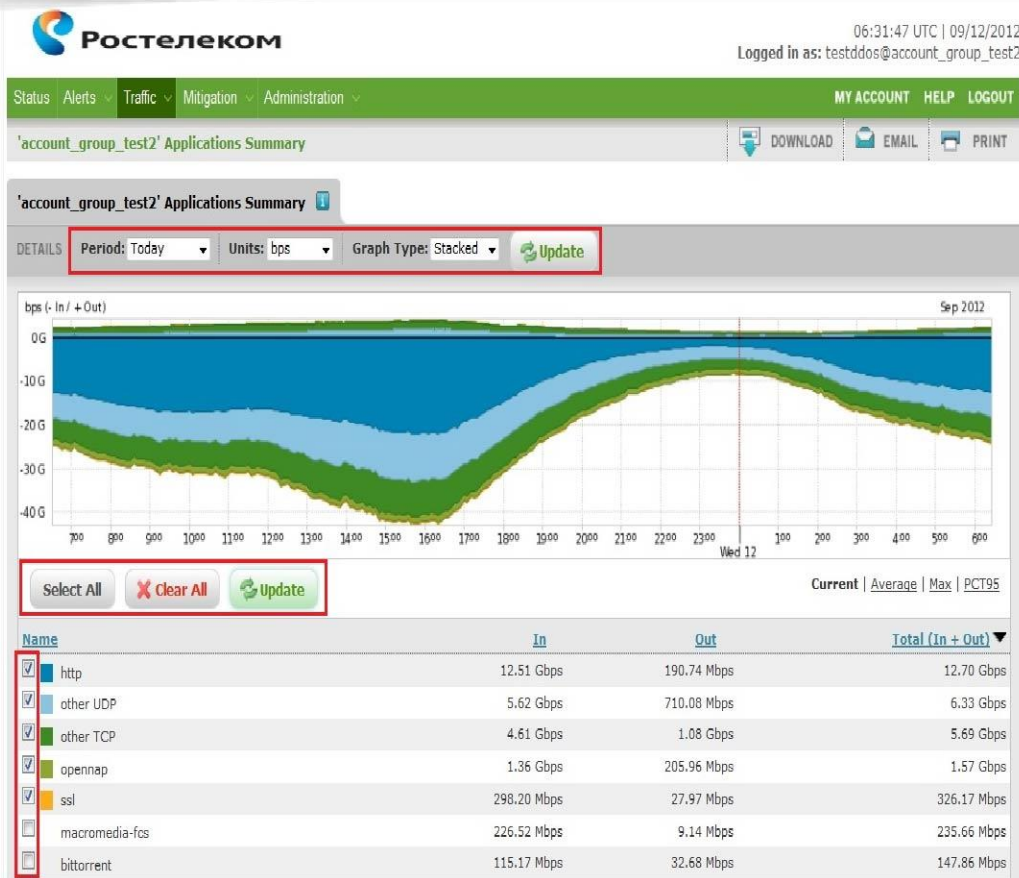 Ростелеком
06:31:47 UTC | 09/12/2012
Logged in as: testddos@account_group_test2
Status Alerts Traffic Mitigation Administration MY ACCOUNT HELP LOGOUT
'account_group_test2' Applications Summary DOWNLOAD EMAIL PRINT
'account_group_test2' Applications Summary i
DETAILS Period: Today Units: bps Graph Type: Stacked Update
bps (- In / + Out) Sep 2012
0G
-10 G
-20 G
-30 G
-40 G
700 800 900 1000 1100 1200 1300 1400 1500 1600 1700 1800 1900 2000 2100 2200 2300 100 200 300 400 500 600
Wed 12
Select All Clear All Update Current | Average | Max | PCT95
Name In Out Total (In + Out)
http 12.51 Gbps 190.74 Mbps 12.70 Gbps
other UDP 5.62 Gbps 710.08 Mbps 6.33 Gbps
other TCP 4.61 Gbps 1.08 Gbps 5.69 Gbps
opennap 1.36 Gbps 205.96 Mbps 1.57 Gbps
ssl 298.20 Mbps 27.97 Mbps 326.17 Mbps
macromedia-fcs 226.52 Mbps 9.14 Mbps 235.66 Mbps
bittorrent 115.17 Mbps 32.68 Mbps 147.86 Mbps